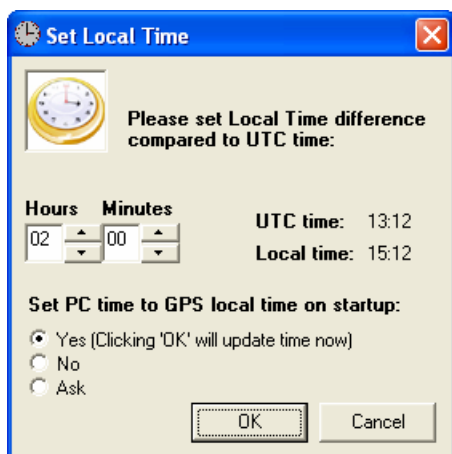 Set Local Time
Please set Local Time difference
compared to UTC time:
Hours Minutes
02 00
UTC time: 13:12
Local time: 15:12
Set PC time to GPS local time on startup:
Yes (Clicking 'OK' will update time now)
No
Ask
OK Cancel